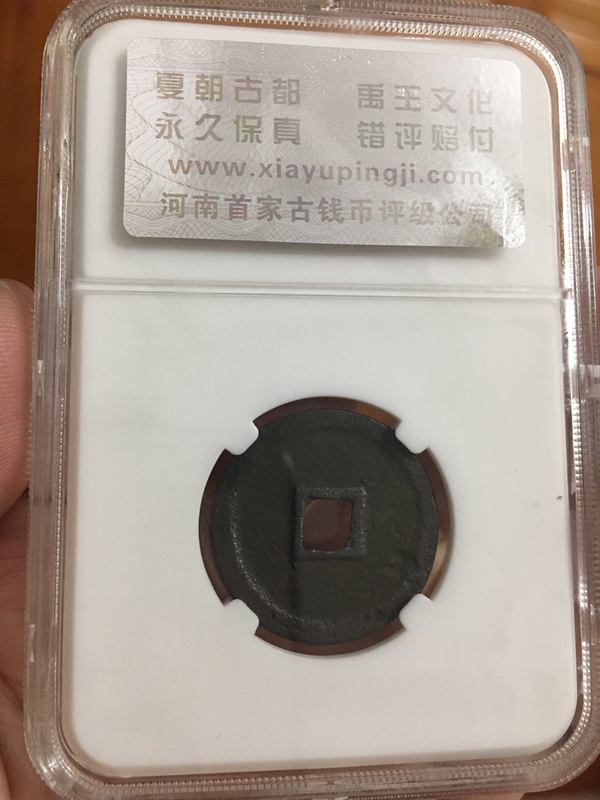 夏朝古都 禹王文化
永久保真 错评赔付
www.xiayupingji.com
河南首家古钱币评级公司